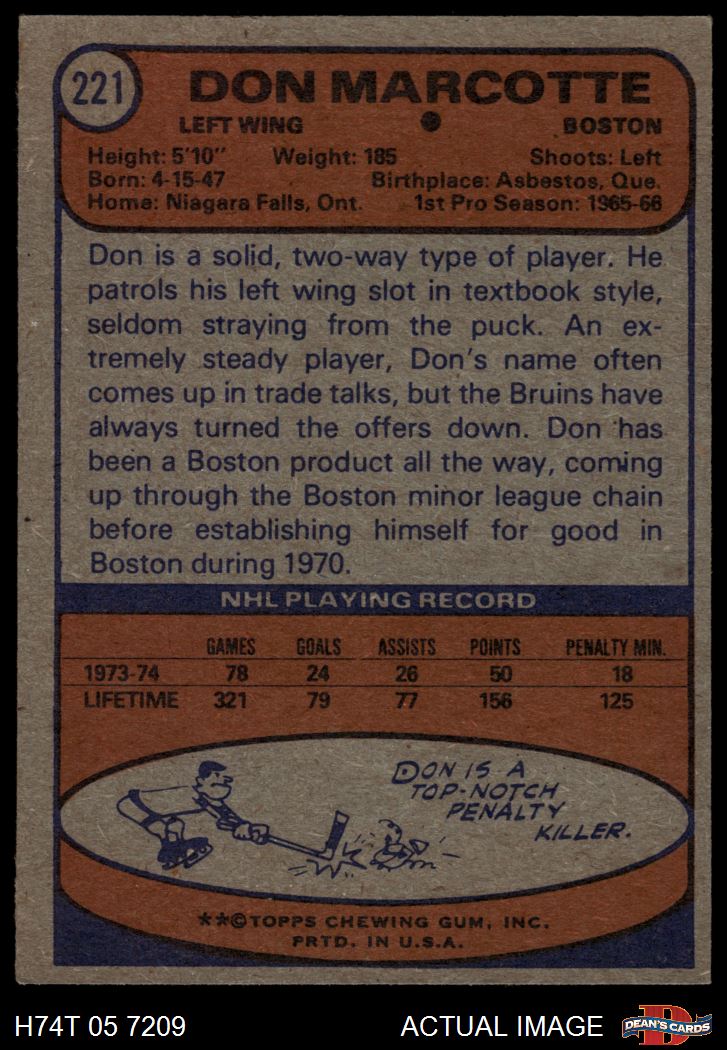 221
DON MARCOTTE
LEFT WING ● BOSTON
Height: 5'10" Weight: 185 Shoots: Left
Born: 4-15-47 Birthplace: Asbestos, Que.
Home: Niagara Falls, Ont. 1st Pro Season: 1965-66
Don is a solid, two-way type of player. He
patrols his left wing slot in textbook style,
seldom straying from the puck. An ex-
tremely steady player, Don's name often
comes up in trade talks, but the Bruins have
always turned the offers down. Don has
been a Boston product all the way, coming
up through the Boston minor league chain
before establishing himself for good in
Boston during 1970.
NHL PLAYING RECORD
GAMES GOALS ASSISTS POINTS PENALTY MIN.
1973-74 78 24 26 50 18
LIFETIME 321 79 77 156 125
DON IS A
TOP-NOTCH
PENALTY
KILLER.
**©TOPPS CHEWING GUM, INC.
PRTD. IN U.S.A.
H74T 05 7209 ACTUAL IMAGE D DEAN'S CARDS